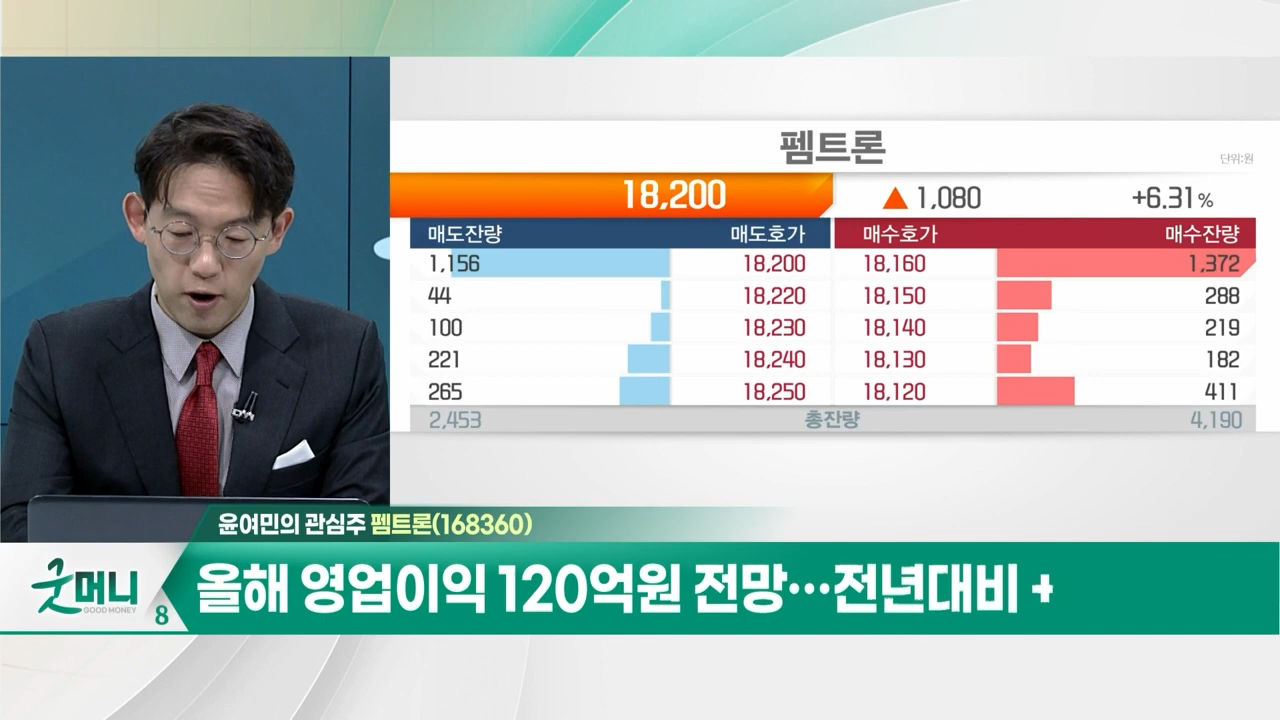 펨트론
단위:원
18,200 ▲ 1,080 +6.31%
매도잔량 매도호가 매수호가 매수잔량
1,156 18,200 18,160 1,372
44 18,220 18,150 288
100 18,230 18,140 219
221 18,240 18,130 182
265 18,250 18,120 411
2,453 총잔량 4,190
윤여민의 관심주 펨트론(168360)
굿머니
GOOD MONEY
8
올해 영업이익 120억원 전망…전년대비 +